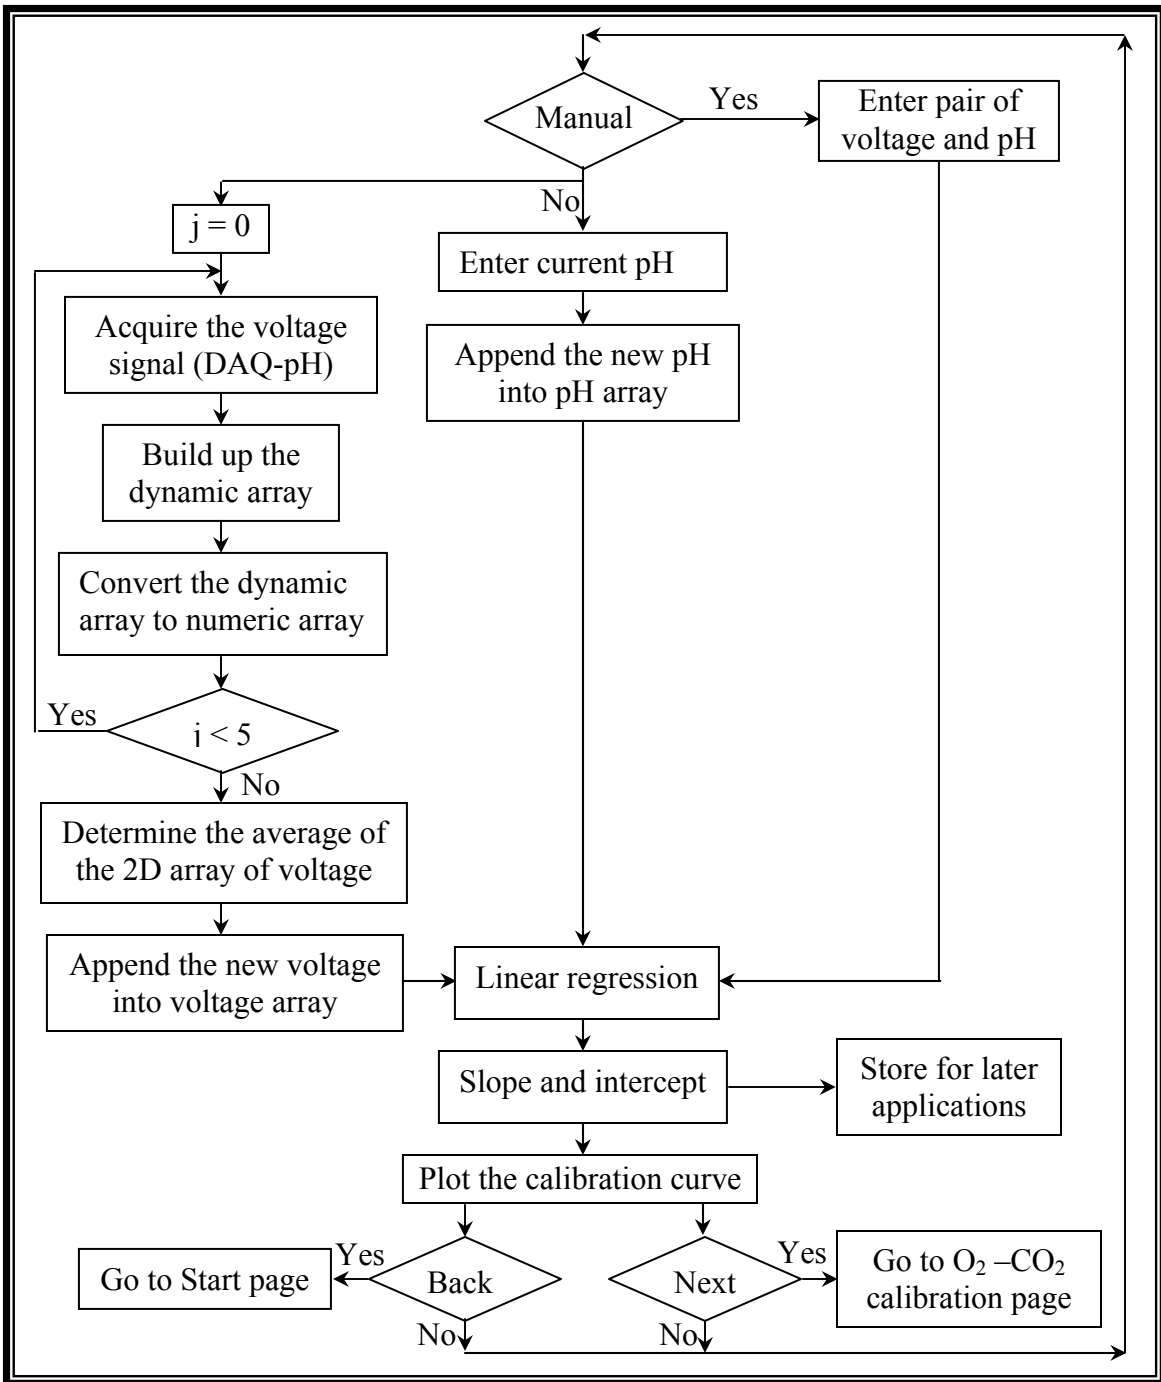 Manual
Yes
Enter pair of
voltage and pH
No
j = 0
Enter current pH
Acquire the voltage
signal (DAQ-pH)
Append the new pH
into pH array
Build up the
dynamic array
Convert the dynamic
array to numeric array
Yes
j < 5
No
Determine the average of
the 2D array of voltage
Append the new voltage
into voltage array
Linear regression
Slope and intercept
Store for later
applications
Plot the calibration curve
Go to Start page
Yes
Back
No
Next
Yes
No
Go to O₂ –CO₂
calibration page